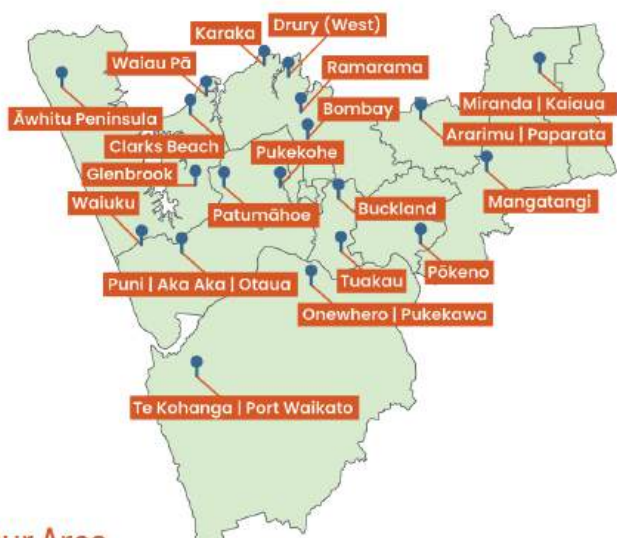 Drury (West)
Karaka
Waiau Pā
Ramarama
Āwhitu Peninsula
Bombay
Miranda | Kaiaua
Ararimu | Paparata
Clarks Beach
Pukekohe
Glenbrook
Mangatangi
Waiuku
Patumāhoe
Buckland
Puni | Aka Aka | Otaua
Tuakau
Pōkeno
Onewhero | Pukekawa
Te Kohanga | Port Waikato